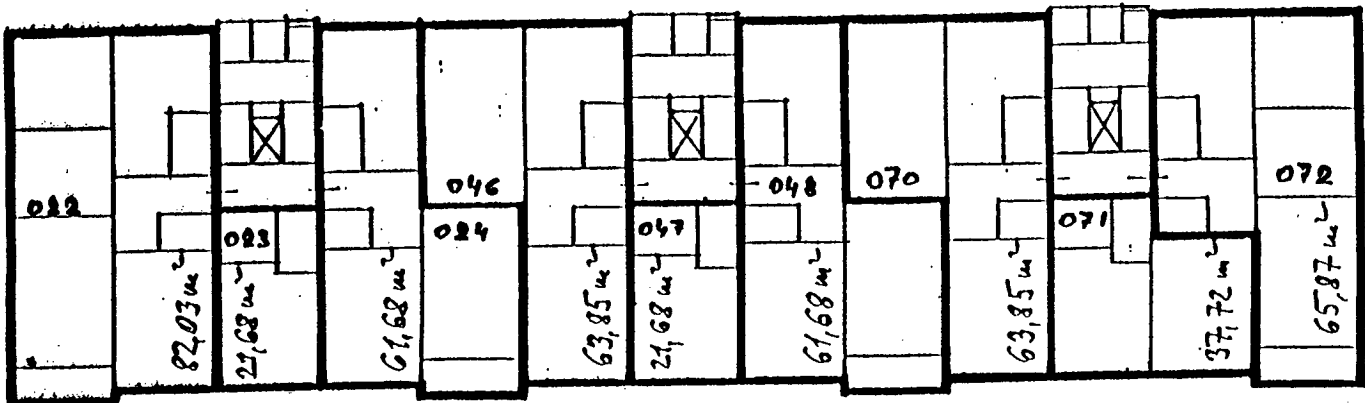 022
82,03 m²
023
21,68 m²
61,68 m²
046
024
63,85 m²
047
21,68 m²
048
61,68 m²
070
63,85 m²
071
37,72 m²
072
65,87 m²